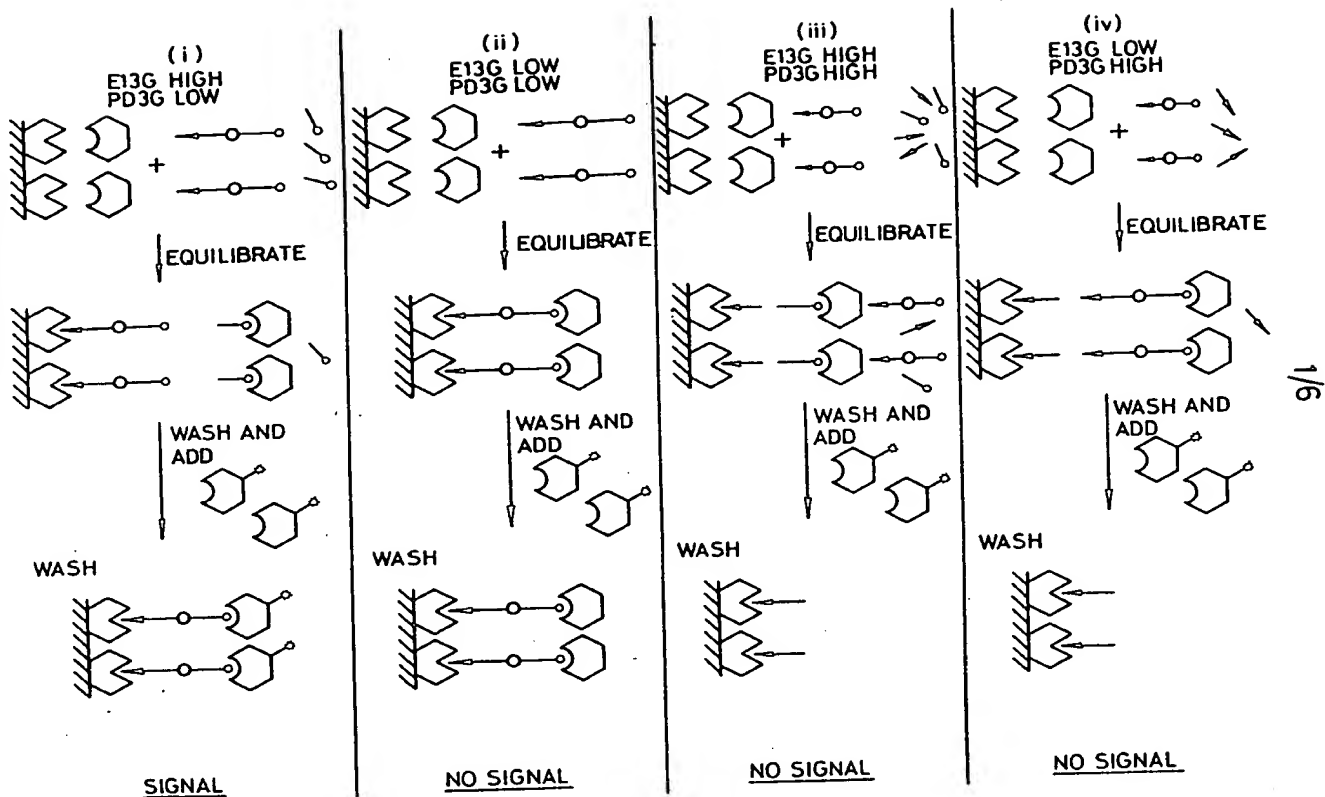 (i)
E13G HIGH
PD3G LOW
+
EQUILIBRATE
WASH AND
ADD
WASH
SIGNAL
(ii)
E13G LOW
PD3G LOW
+
EQUILIBRATE
WASH AND
ADD
WASH
NO SIGNAL
(iii)
E13G HIGH
PD3G HIGH
+
EQUILIBRATE
WASH AND
ADD
WASH
NO SIGNAL
(iv)
E13G LOW
PD3G HIGH
+
EQUILIBRATE
WASH AND
ADD
WASH
NO SIGNAL
1/6